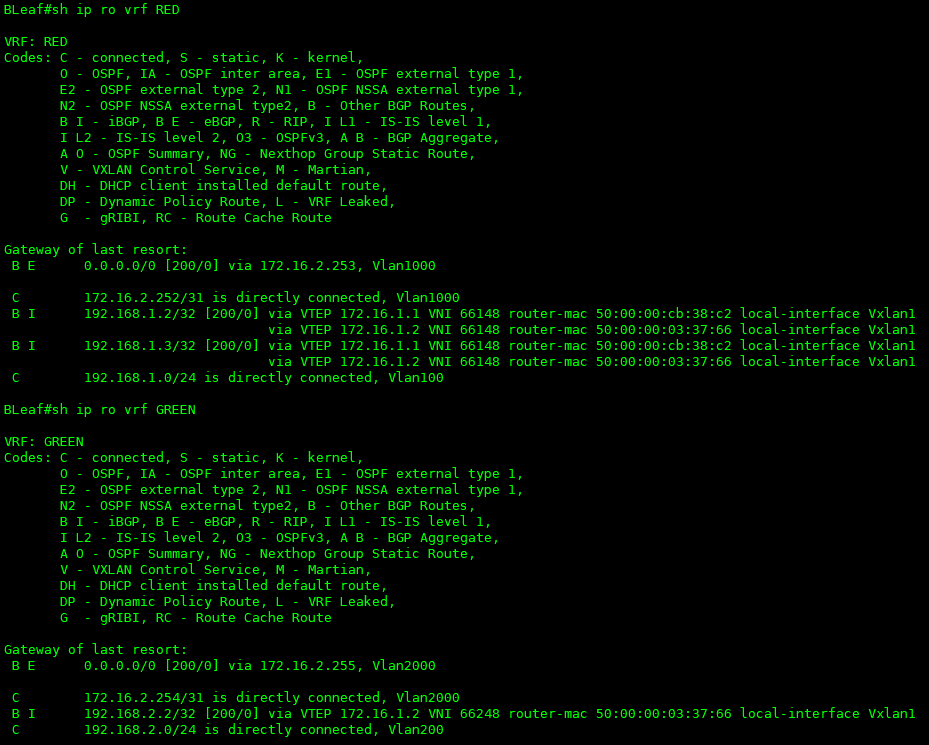 BLeaf#sh ip ro vrf RED
VRF: RED
Codes: C - connected, S - static, K - kernel,
       O - OSPF, IA - OSPF inter area, E1 - OSPF external type 1,
       E2 - OSPF external type 2, N1 - OSPF NSSA external type 1,
       N2 - OSPF NSSA external type2, B - Other BGP Routes,
       B I - iBGP, B E - eBGP, R - RIP, I L1 - IS-IS level 1,
       I L2 - IS-IS level 2, O3 - OSPFv3, A B - BGP Aggregate,
       A O - OSPF Summary, NG - Nexthop Group Static Route,
       V - VXLAN Control Service, M - Martian,
       DH - DHCP client installed default route,
       DP - Dynamic Policy Route, L - VRF Leaked,
       G  - gRIBI, RC - Route Cache Route
Gateway of last resort:
 B E      0.0.0.0/0 [200/0] via 172.16.2.253, Vlan1000
 C        172.16.2.252/31 is directly connected, Vlan1000
 B I      192.168.1.2/32 [200/0] via VTEP 172.16.1.1 VNI 66148 router-mac 50:00:00:cb:38:c2 local-interface Vxlan1
                                 via VTEP 172.16.1.2 VNI 66148 router-mac 50:00:00:03:37:66 local-interface Vxlan1
 B I      192.168.1.3/32 [200/0] via VTEP 172.16.1.1 VNI 66148 router-mac 50:00:00:cb:38:c2 local-interface Vxlan1
                                 via VTEP 172.16.1.2 VNI 66148 router-mac 50:00:00:03:37:66 local-interface Vxlan1
 C        192.168.1.0/24 is directly connected, Vlan100
BLeaf#sh ip ro vrf GREEN
VRF: GREEN
Codes: C - connected, S - static, K - kernel,
       O - OSPF, IA - OSPF inter area, E1 - OSPF external type 1,
       E2 - OSPF external type 2, N1 - OSPF NSSA external type 1,
       N2 - OSPF NSSA external type2, B - Other BGP Routes,
       B I - iBGP, B E - eBGP, R - RIP, I L1 - IS-IS level 1,
       I L2 - IS-IS level 2, O3 - OSPFv3, A B - BGP Aggregate,
       A O - OSPF Summary, NG - Nexthop Group Static Route,
       V - VXLAN Control Service, M - Martian,
       DH - DHCP client installed default route,
       DP - Dynamic Policy Route, L - VRF Leaked,
       G  - gRIBI, RC - Route Cache Route
Gateway of last resort:
 B E      0.0.0.0/0 [200/0] via 172.16.2.255, Vlan2000
 C        172.16.2.254/31 is directly connected, Vlan2000
 B I      192.168.2.2/32 [200/0] via VTEP 172.16.1.2 VNI 66248 router-mac 50:00:00:03:37:66 local-interface Vxlan1
 C        192.168.2.0/24 is directly connected, Vlan200